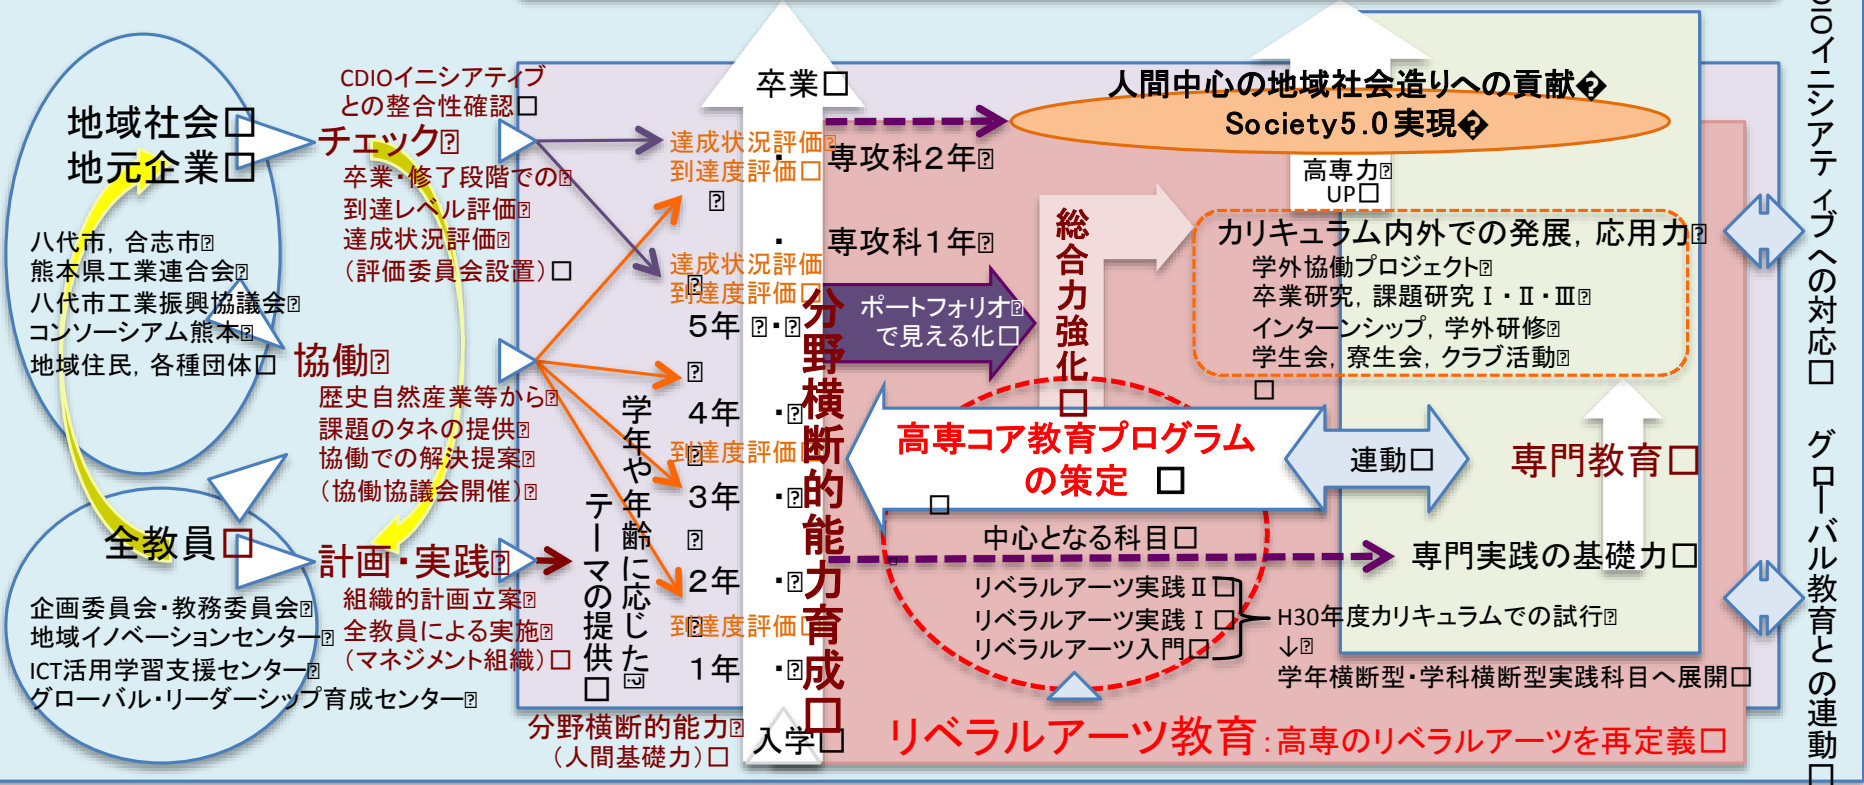 地域社会
地元企業
八代市, 合志市
熊本県工業連合会
八代市工業振興協議会
コンソーシアム熊本
地域住民, 各種団体
全教員
企画委員会・教務委員会
地域イノベーションセンター
ICT活用学習支援センター
グローバル・リーダーシップ育成センター
CDIOイニシアティブ
との整合性確認
チェック
卒業・修了段階での
到達レベル評価
達成状況評価
（評価委員会設置）
協働
歴史自然産業等から
課題のタネの提供
協働での解決提案
（協働協議会開催）
計画・実践
組織的計画立案
全教員による実施
（マネジメント組織）
学年や年齢に応じた
テーマの提供
分野横断的能力
（人間基礎力）
卒業
達成状況評価
到達度評価
専攻科２年
専攻科１年
達成状況評価
到達度評価
５年
４年
到達度評価
３年
２年
到達度評価
１年
入学
分野横断的能力育成
ポートフォリオ
で見える化
総合力強化
人間中心の地域社会造りへの貢献
Society5.0実現
高専力
UP
カリキュラム内外での発展, 応用力
学外協働プロジェクト
卒業研究, 課題研究Ⅰ・Ⅱ・Ⅲ
インターンシップ, 学外研修
学生会, 寮生会, クラブ活動
高専コア教育プログラム
の策定
連動
専門教育
中心となる科目
専門実践の基礎力
リベラルアーツ実践Ⅱ
リベラルアーツ実践Ⅰ
リベラルアーツ入門
H30年度カリキュラムでの試行
↓
学年横断型・学科横断型実践科目へ展開
リベラルアーツ教育：高専のリベラルアーツを再定義
DIOイニシアティブへの対応　グローバル教育との連動